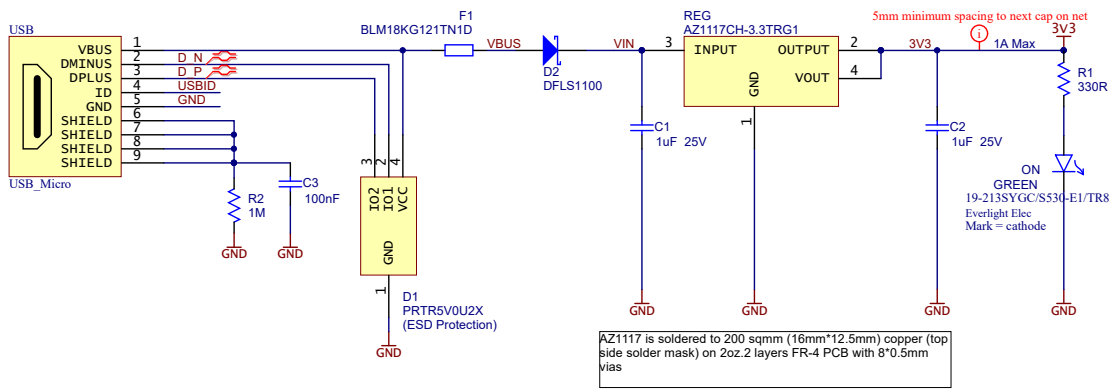 USB
VBUS 1
DMINUS 2 D_N
DPLUS 3 D_P
ID 4 USBID
GND 5 GND
SHIELD 6
SHIELD 7
SHIELD 8
SHIELD 9
USB_Micro
R2
1M
GND
C3
100nF
GND
3 2 4
IO2 IO1 VCC
GND
1
D1
PRTR5V0U2X
(ESD Protection)
GND
F1
BLM18KG121TN1D
VBUS
D2
DFLS1100
VIN
C1
1uF 25V
GND
REG
AZ1117CH-3.3TRG1
3 INPUT OUTPUT 2
VOUT 4
GND
1
GND
3V3
C2
1uF 25V
GND
5mm minimum spacing to next cap on net
i
1A Max
3V3
R1
330R
ON
GREEN
19-213SYGC/S530-E1/TR8
Everlight Elec
Mark = cathode
GND
AZ1117 is soldered to 200 sqmm (16mm*12.5mm) copper (top
side solder mask) on 2oz.2 layers FR-4 PCB with 8*0.5mm
vias